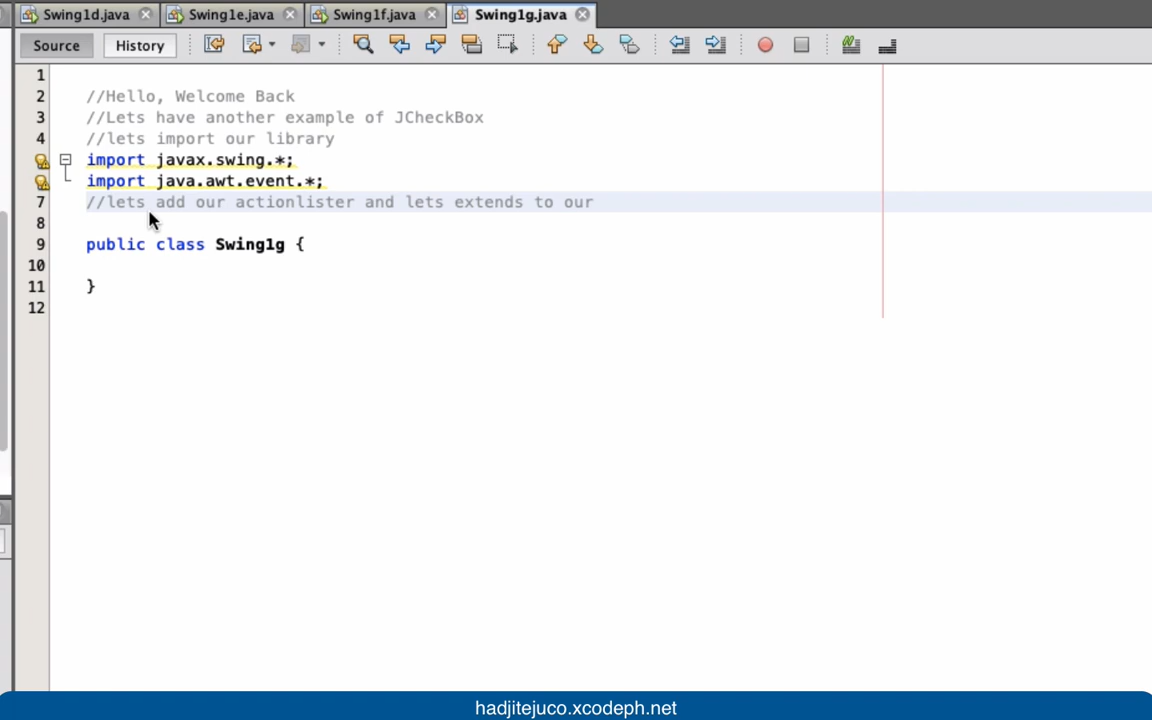 Swing1d.java Swing1e.java Swing1f.java Swing1g.java
Source History
1
2 //Hello, Welcome Back
3 //Lets have another example of JCheckBox
4 //lets import our library
import javax.swing.*;
import java.awt.event.*;
7 //lets add our actionlister and lets extends to our
8
9 public class Swing1g {
10
11 }
12
hadjitejuco.xcodeph.net